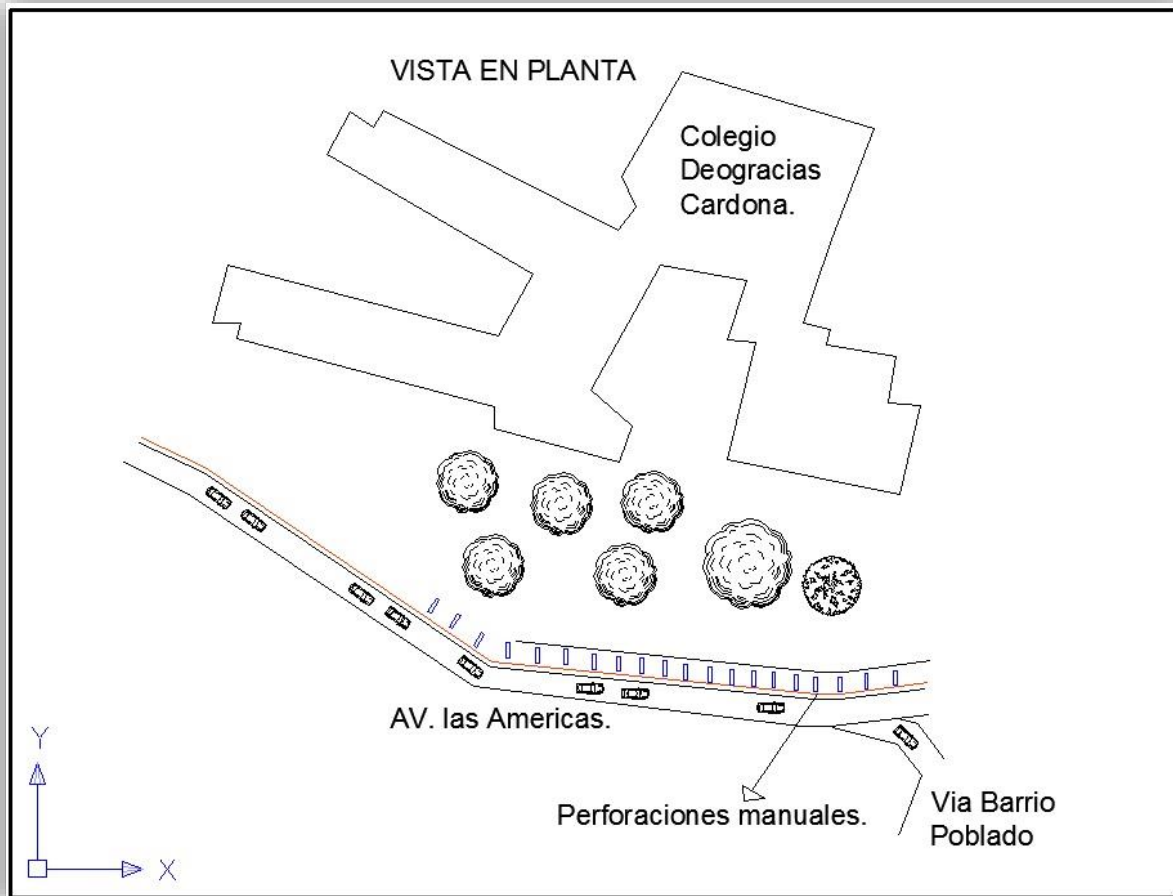 VISTA EN PLANTA
Colegio
Deogracias
Cardona.
AV. las Americas.
Perforaciones manuales.
Via Barrio
Poblado
Y
X